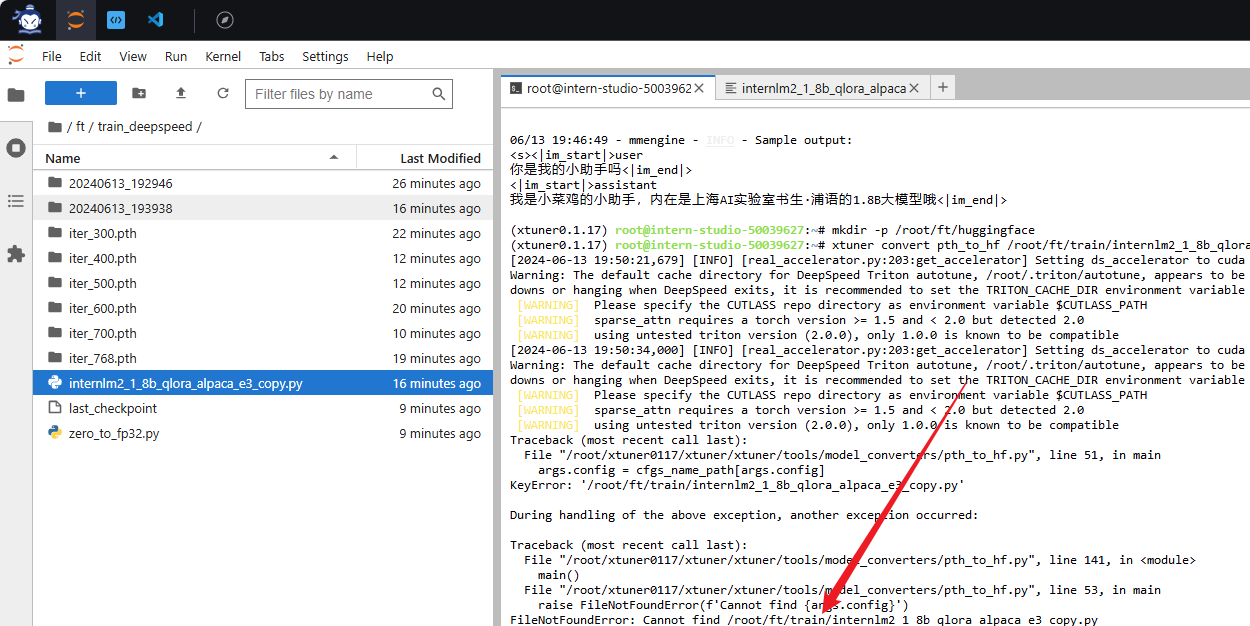 File Edit View Run Kernel Tabs Settings Help
+
Filter files by name
/ ft / train_deepspeed /
Name Last Modified
20240613_192946 26 minutes ago
20240613_193938 16 minutes ago
iter_300.pth 22 minutes ago
iter_400.pth 12 minutes ago
iter_500.pth 12 minutes ago
iter_600.pth 20 minutes ago
iter_700.pth 10 minutes ago
iter_768.pth 19 minutes ago
internlm2_1_8b_qlora_alpaca_e3_copy.py 16 minutes ago
last_checkpoint 9 minutes ago
zero_to_fp32.py 9 minutes ago
root@intern-studio-5003962 internlm2_1_8b_qlora_alpaca +
06/13 19:46:49 - mmengine - INFO - Sample output:
<s><|im_start|>user
你是我的小助手吗<|im_end|>
<|im_start|>assistant
我是小菜鸡的小助手，内在是上海AI实验室书生·浦语的1.8B大模型哦<|im_end|>
(xtuner0.1.17) root@intern-studio-50039627:~# mkdir -p /root/ft/huggingface
(xtuner0.1.17) root@intern-studio-50039627:~# xtuner convert pth_to_hf /root/ft/train/internlm2_1_8b_qlora
[2024-06-13 19:50:21,679] [INFO] [real_accelerator.py:203:get_accelerator] Setting ds_accelerator to cuda
Warning: The default cache directory for DeepSpeed Triton autotune, /root/.triton/autotune, appears to be
downs or hanging when DeepSpeed exits, it is recommended to set the TRITON_CACHE_DIR environment variable
[WARNING] Please specify the CUTLASS repo directory as environment variable $CUTLASS_PATH
[WARNING] sparse_attn requires a torch version >= 1.5 and < 2.0 but detected 2.0
[WARNING] using untested triton version (2.0.0), only 1.0.0 is known to be compatible
[2024-06-13 19:50:34,000] [INFO] [real_accelerator.py:203:get_accelerator] Setting ds_accelerator to cuda
Warning: The default cache directory for DeepSpeed Triton autotune, /root/.triton/autotune, appears to be
downs or hanging when DeepSpeed exits, it is recommended to set the TRITON_CACHE_DIR environment variable
[WARNING] Please specify the CUTLASS repo directory as environment variable $CUTLASS_PATH
[WARNING] sparse_attn requires a torch version >= 1.5 and < 2.0 but detected 2.0
[WARNING] using untested triton version (2.0.0), only 1.0.0 is known to be compatible
Traceback (most recent call last):
File "/root/xtuner0117/xtuner/xtuner/tools/model_converters/pth_to_hf.py", line 51, in main
args.config = cfgs_name_path[args.config]
KeyError: '/root/ft/train/internlm2_1_8b_qlora_alpaca_e3_copy.py'
During handling of the above exception, another exception occurred:
Traceback (most recent call last):
File "/root/xtuner0117/xtuner/xtuner/tools/model_converters/pth_to_hf.py", line 141, in <module>
main()
File "/root/xtuner0117/xtuner/xtuner/tools/model_converters/pth_to_hf.py", line 53, in main
raise FileNotFoundError(f'Cannot find {args.config}')
FileNotFoundError: Cannot find /root/ft/train/internlm2_1_8b_qlora_alpaca_e3_copy.py